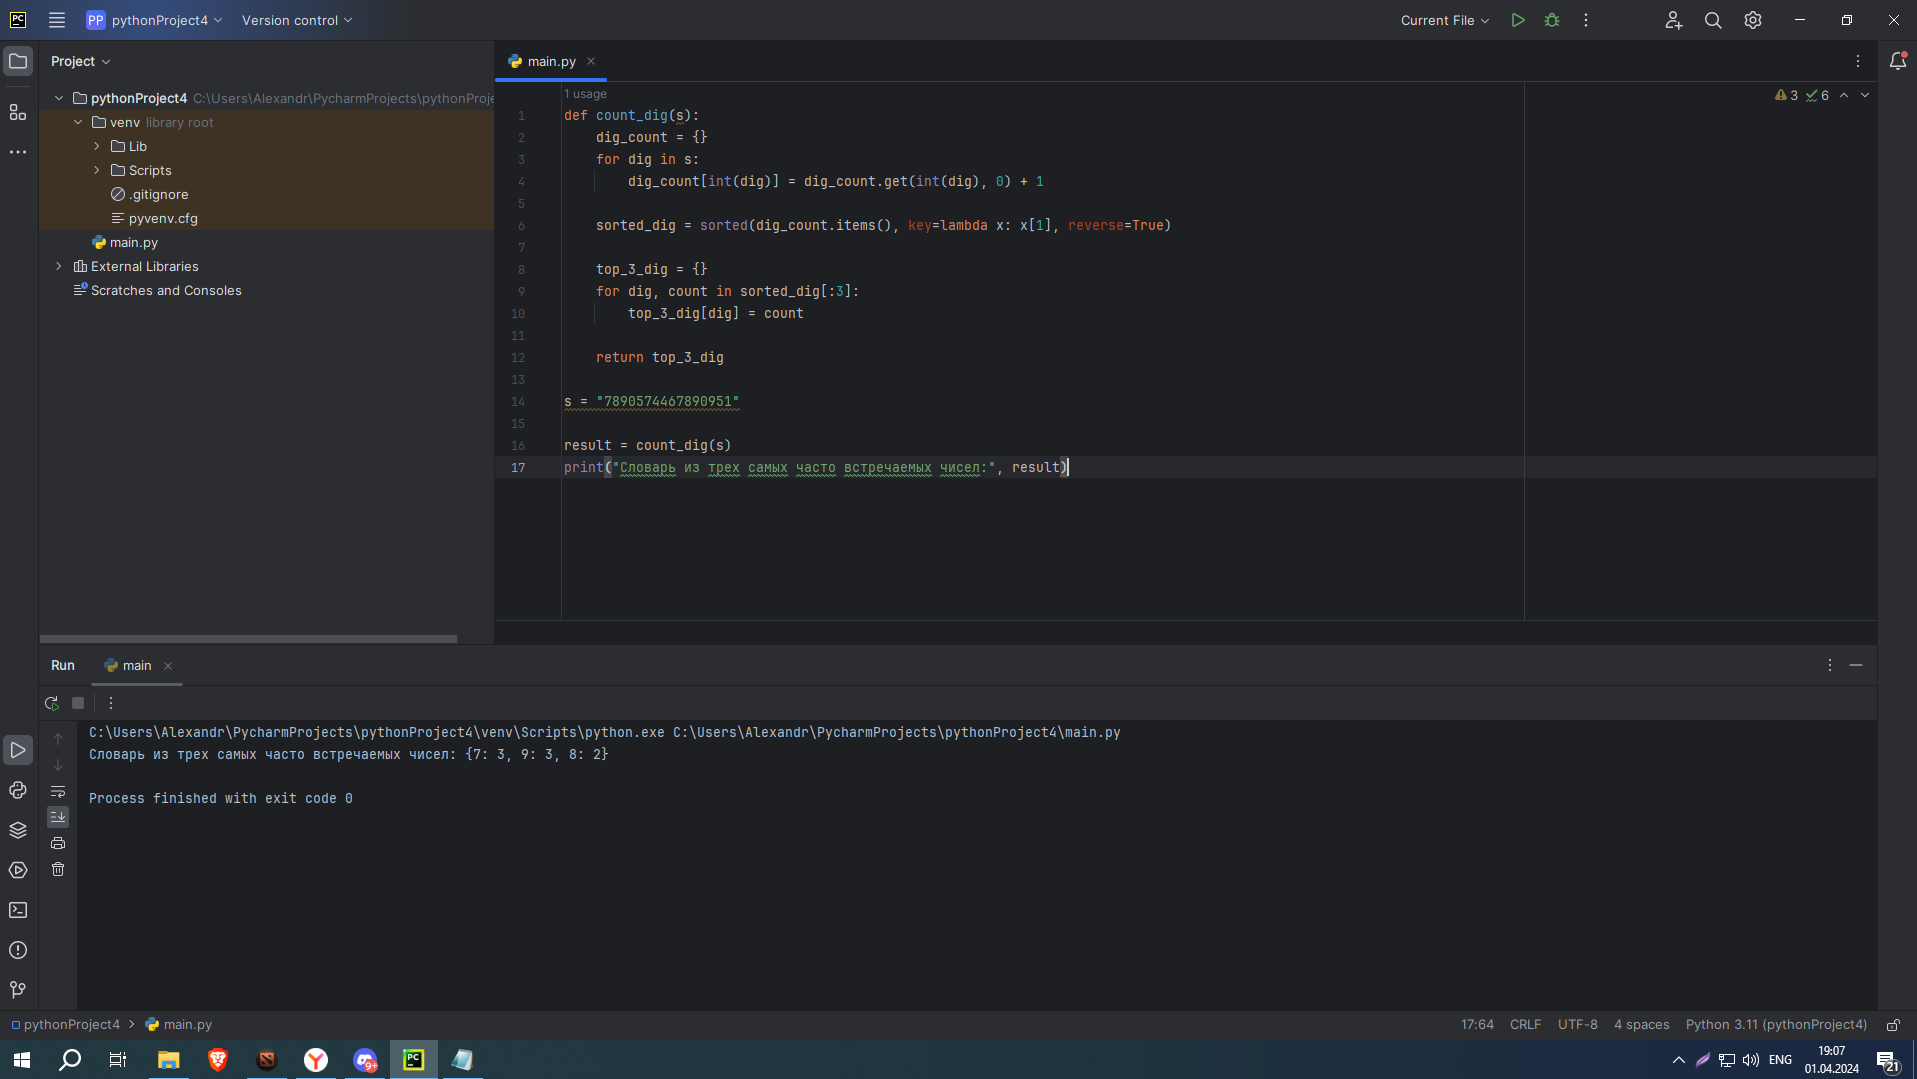 PC
PP pythonProject4
Version control
Current File
Project
main.py
pythonProject4 C:\Users\Alexandr\PycharmProjects\pythonProje
venv library root
Lib
Scripts
.gitignore
pyvenv.cfg
main.py
External Libraries
Scratches and Consoles
1 usage
3 6
1 def count_dig(s):
2 dig_count = {}
3 for dig in s:
4 dig_count[int(dig)] = dig_count.get(int(dig), 0) + 1
5
6 sorted_dig = sorted(dig_count.items(), key=lambda x: x[1], reverse=True)
7
8 top_3_dig = {}
9 for dig, count in sorted_dig[:3]:
10 top_3_dig[dig] = count
11
12 return top_3_dig
13
14 s = "7890574467890951"
15
16 result = count_dig(s)
17 print("Словарь из трех самых часто встречаемых чисел:", result)
Run main
C:\Users\Alexandr\PycharmProjects\pythonProject4\venv\Scripts\python.exe C:\Users\Alexandr\PycharmProjects\pythonProject4\main.py
Словарь из трех самых часто встречаемых чисел: {7: 3, 9: 3, 8: 2}
Process finished with exit code 0
pythonProject4 main.py
17:64 CRLF UTF-8 4 spaces Python 3.11 (pythonProject4)
9+
PC
ENG
19:07
01.04.2024
21